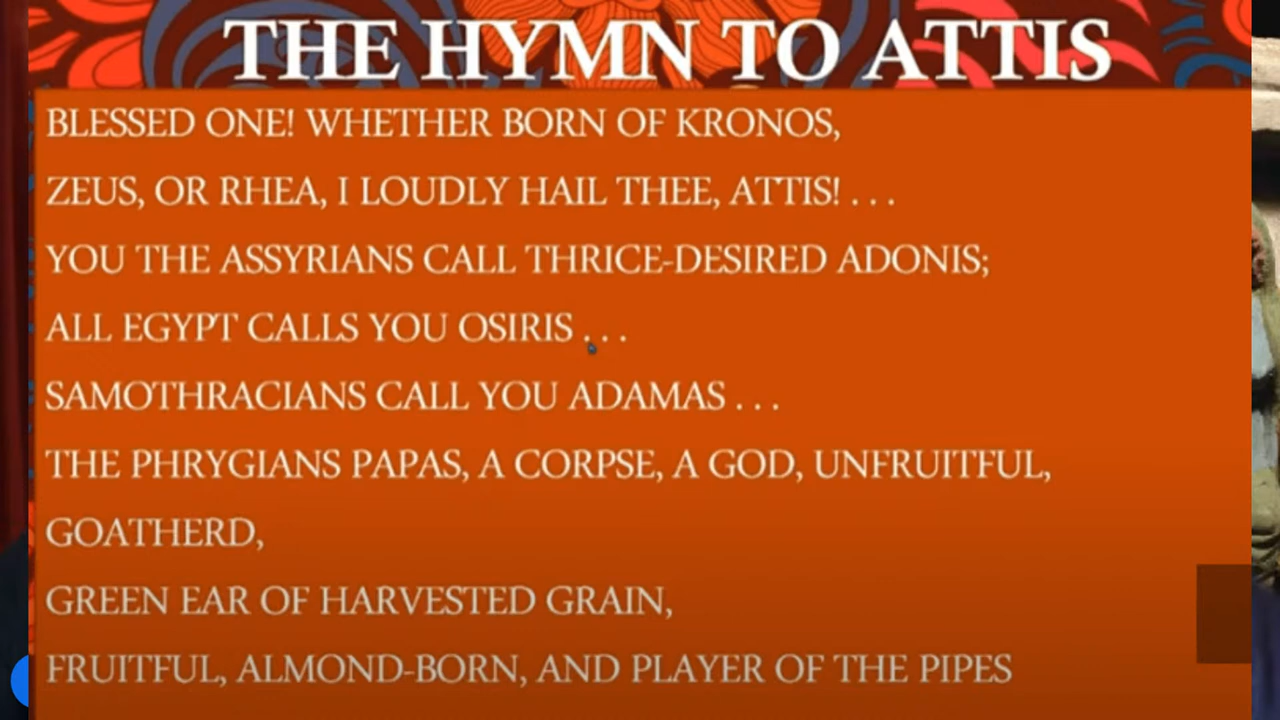 THE HYMN TO ATTIS
BLESSED ONE! WHETHER BORN OF KRONOS,
ZEUS, OR RHEA, I LOUDLY HAIL THEE, ATTIS! . . .
YOU THE ASSYRIANS CALL THRICE-DESIRED ADONIS;
ALL EGYPT CALLS YOU OSIRIS . . .
SAMOTHRACIANS CALL YOU ADAMAS . . .
THE PHRYGIANS PAPAS, A CORPSE, A GOD, UNFRUITFUL,
GOATHERD,
GREEN EAR OF HARVESTED GRAIN,
FRUITFUL, ALMOND-BORN, AND PLAYER OF THE PIPES